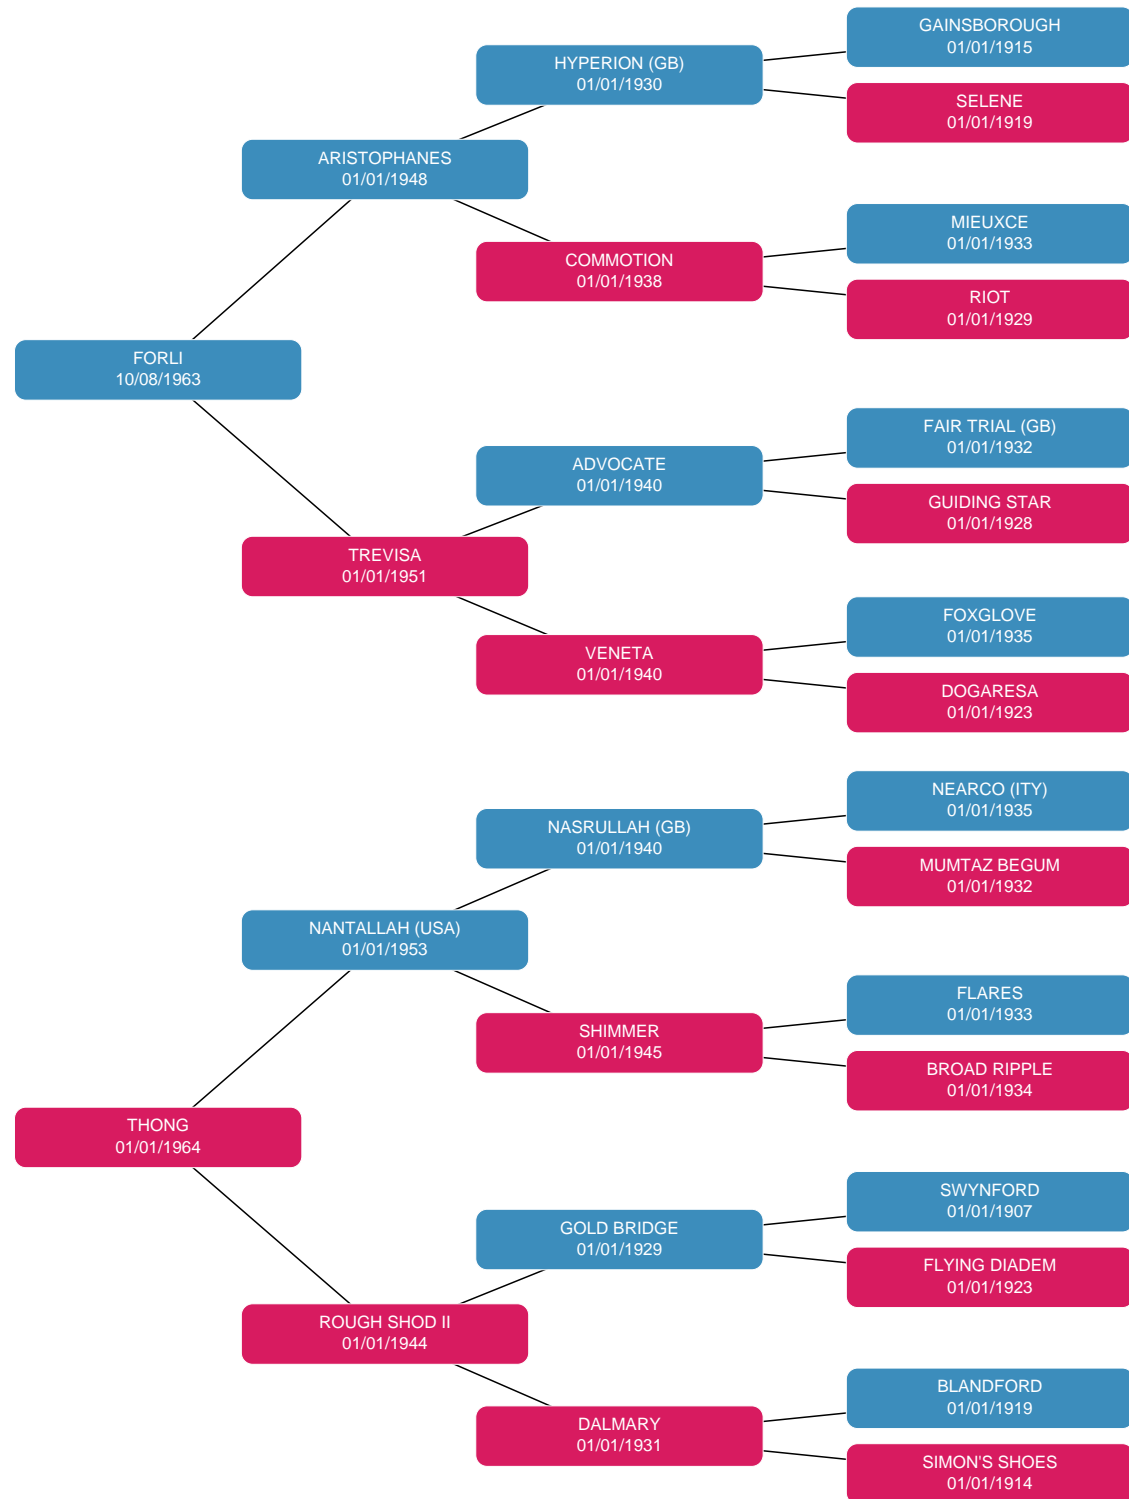 GAINSBOROUGH
01/01/1915
HYPERION (GB)
01/01/1930
SELENE
01/01/1919
ARISTOPHANES
01/01/1948
MIEUXCE
01/01/1933
COMMOTION
01/01/1938
RIOT
01/01/1929
FORLI
10/08/1963
FAIR TRIAL (GB)
01/01/1932
ADVOCATE
01/01/1940
GUIDING STAR
01/01/1928
TREVISA
01/01/1951
FOXGLOVE
01/01/1935
VENETA
01/01/1940
DOGARESA
01/01/1923
NEARCO (ITY)
01/01/1935
NASRULLAH (GB)
01/01/1940
MUMTAZ BEGUM
01/01/1932
NANTALLAH (USA)
01/01/1953
FLARES
01/01/1933
SHIMMER
01/01/1945
BROAD RIPPLE
01/01/1934
THONG
01/01/1964
SWYNFORD
01/01/1907
GOLD BRIDGE
01/01/1929
FLYING DIADEM
01/01/1923
ROUGH SHOD II
01/01/1944
BLANDFORD
01/01/1919
DALMARY
01/01/1931
SIMON'S SHOES
01/01/1914